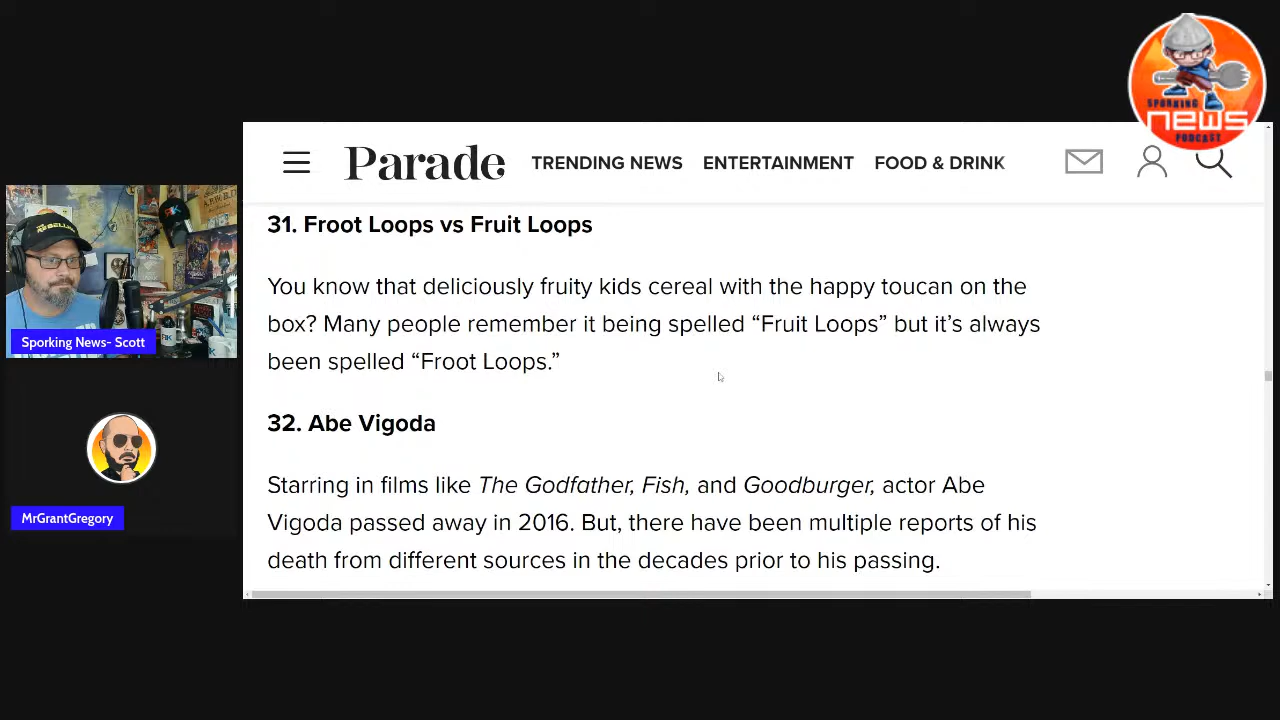 SPORKING
news
PODCAST
Parade
TRENDING NEWS ENTERTAINMENT FOOD & DRINK
31. Froot Loops vs Fruit Loops
You know that deliciously fruity kids cereal with the happy toucan on the
box? Many people remember it being spelled “Fruit Loops” but it’s always
been spelled “Froot Loops.”
32. Abe Vigoda
Starring in films like The Godfather, Fish, and Goodburger, actor Abe
Vigoda passed away in 2016. But, there have been multiple reports of his
death from different sources in the decades prior to his passing.
Sporking News- Scott
MrGrantGregory